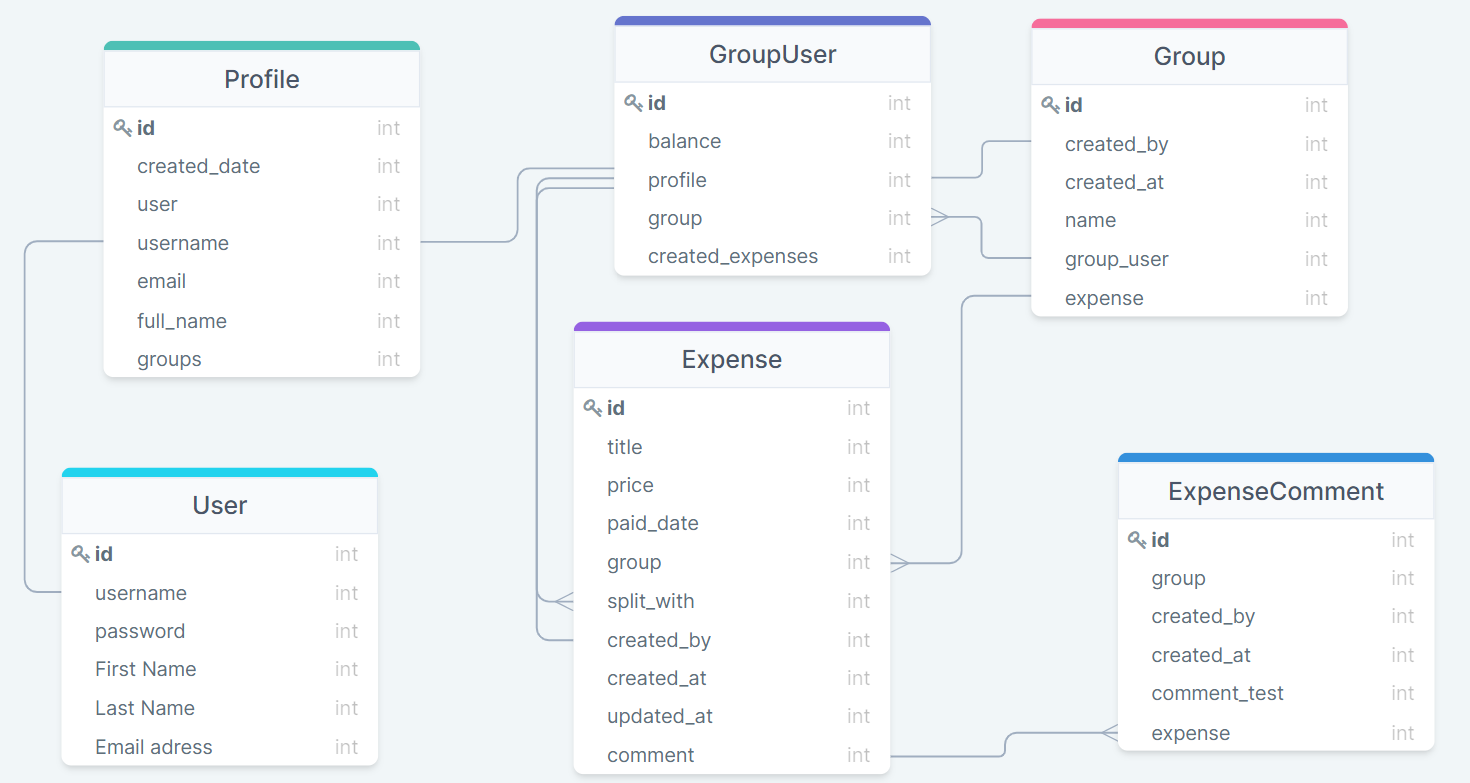 Profile
id int
created_date int
user int
username int
email int
full_name int
groups int
GroupUser
id int
balance int
profile int
group int
created_expenses int
Group
id int
created_by int
created_at int
name int
group_user int
expense int
User
id int
username int
password int
First Name int
Last Name int
Email adress int
Expense
id int
title int
price int
paid_date int
group int
split_with int
created_by int
created_at int
updated_at int
comment int
ExpenseComment
id int
group int
created_by int
created_at int
comment_test int
expense int